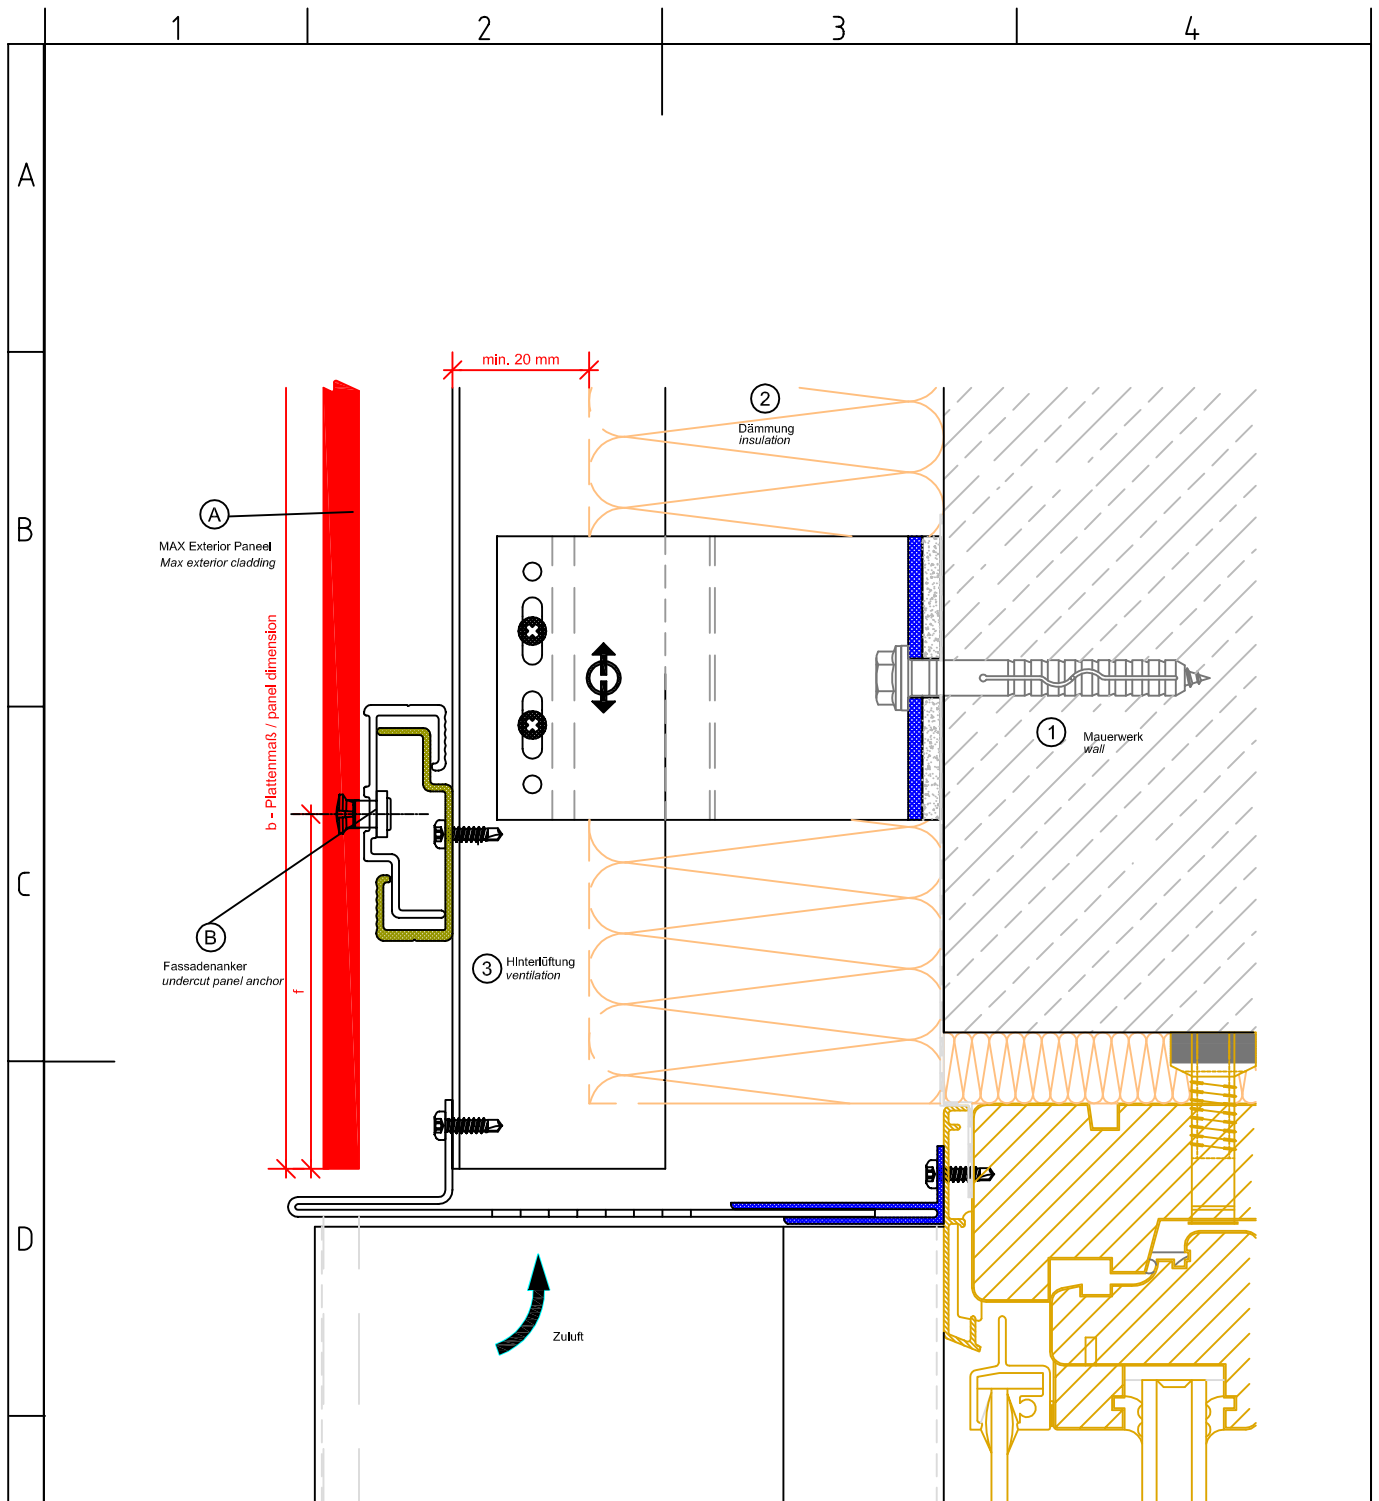 1
2
3
4
A
B
C
D
min. 20 mm
2
Dämmung
insulation
A
MAX Exterior Paneel
Max exterior cladding
b - Plattenmaß / panel dimension
1
Mauerwerk
wall
B
Fassadenanker
undercut panel anchor
f
3
Hinterlüftung
ventilation
Zuluft